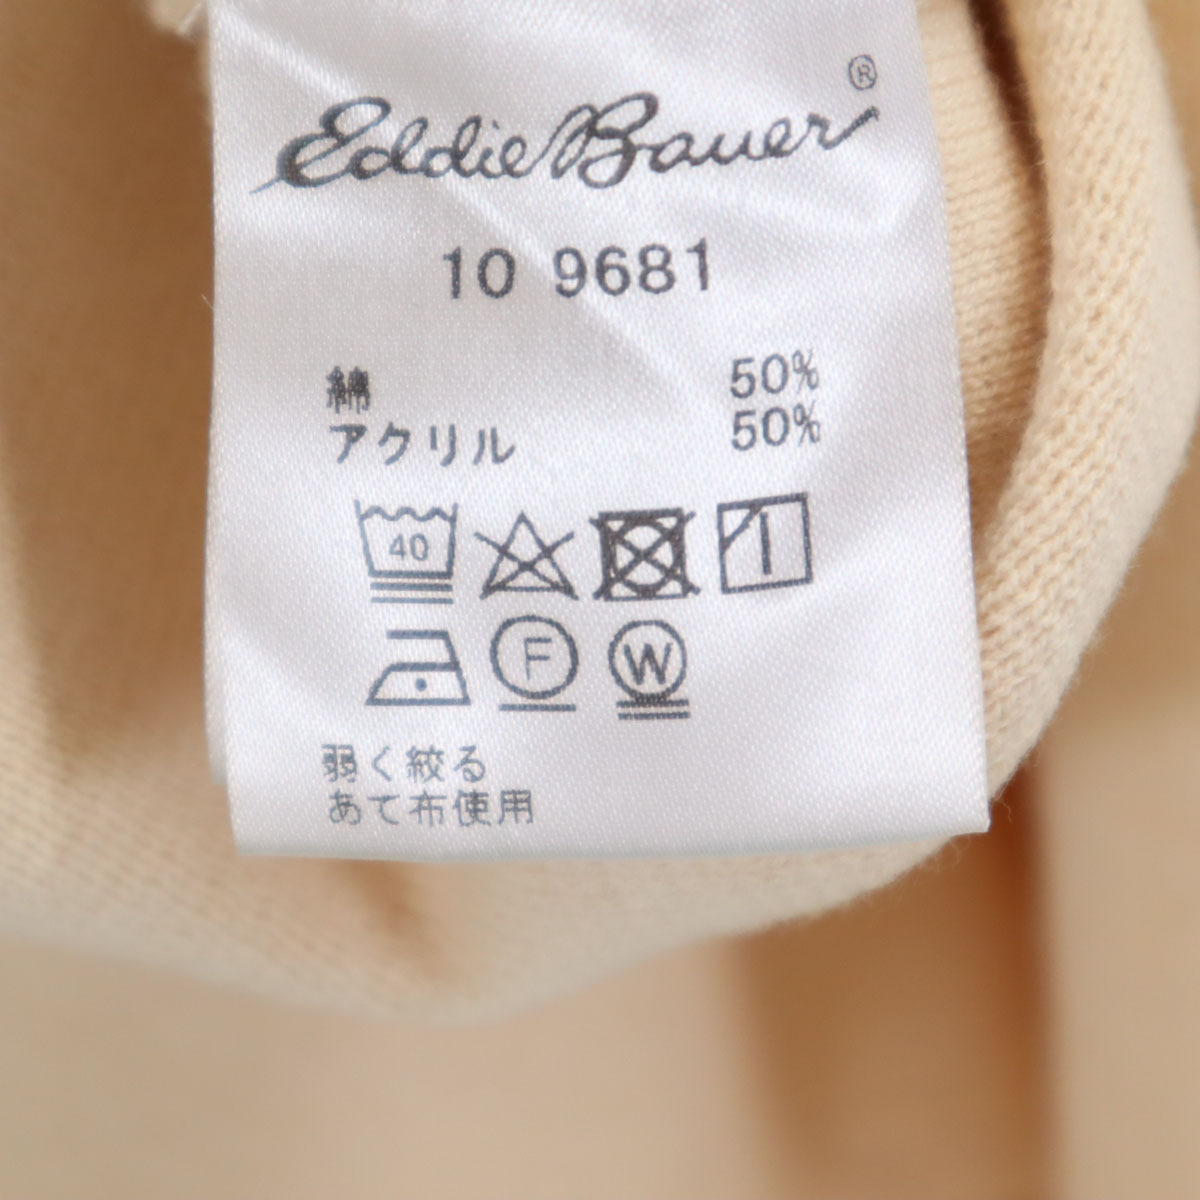 Eddie Bauer®
10 9681
綿 50%
アクリル 50%
40
F W
弱く絞る
あて布使用